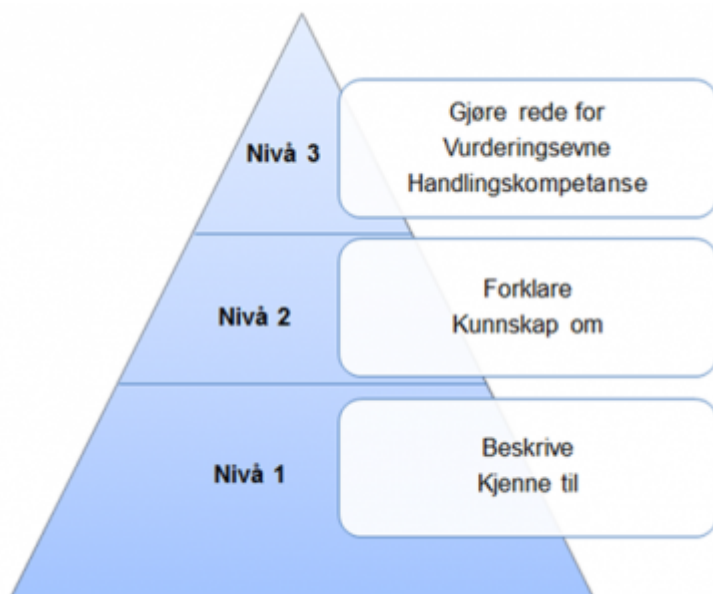 Nivå 3
Gjøre rede for
Vurderingsevne
Handlingskompetanse
Nivå 2
Forklare
Kunnskap om
Nivå 1
Beskrive
Kjenne til